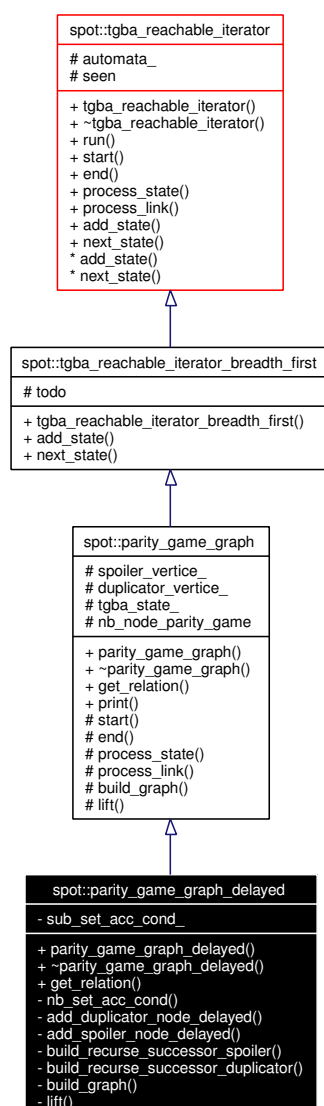 spot::tgba_reachable_iterator
# automata_
# seen
+ tgba_reachable_iterator()
+ ~tgba_reachable_iterator()
+ run()
+ start()
+ end()
+ process_state()
+ process_link()
+ add_state()
+ next_state()
* add_state()
* next_state()
spot::tgba_reachable_iterator_breadth_first
# todo
+ tgba_reachable_iterator_breadth_first()
+ add_state()
+ next_state()
spot::parity_game_graph
# spoiler_vertice_
# duplicator_vertice_
# tgba_state_
# nb_node_parity_game
+ parity_game_graph()
+ ~parity_game_graph()
+ get_relation()
+ print()
# start()
# end()
# process_state()
# process_link()
# build_graph()
# lift()
spot::parity_game_graph_delayed
- sub_set_acc_cond_
+ parity_game_graph_delayed()
+ ~parity_game_graph_delayed()
+ get_relation()
- nb_set_acc_cond()
- add_duplicator_node_delayed()
- add_spoiler_node_delayed()
- build_recurse_successor_spoiler()
- build_recurse_successor_duplicator()
- build_graph()
- lift()